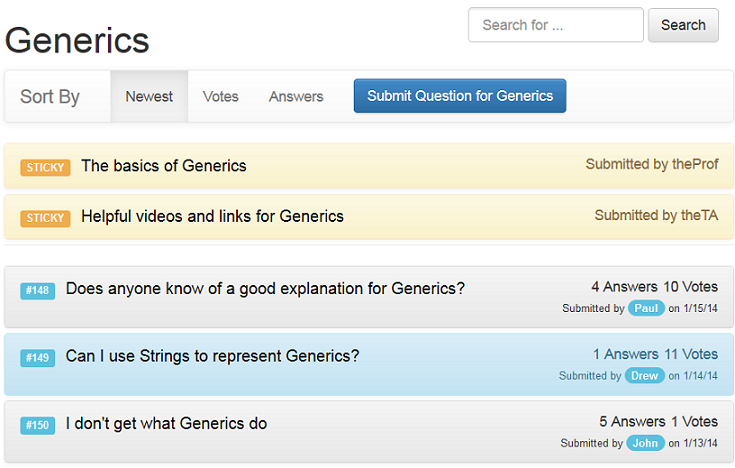 Generics
Search for ...
Search
Sort By Newest Votes Answers Submit Question for Generics
STICKY The basics of Generics Submitted by theProf
STICKY Helpful videos and links for Generics Submitted by theTA
#148 Does anyone know of a good explanation for Generics? 4 Answers 10 Votes
Submitted by Paul on 1/15/14
#149 Can I use Strings to represent Generics? 1 Answers 11 Votes
Submitted by Drew on 1/14/14
#150 I don't get what Generics do 5 Answers 1 Votes
Submitted by John on 1/13/14